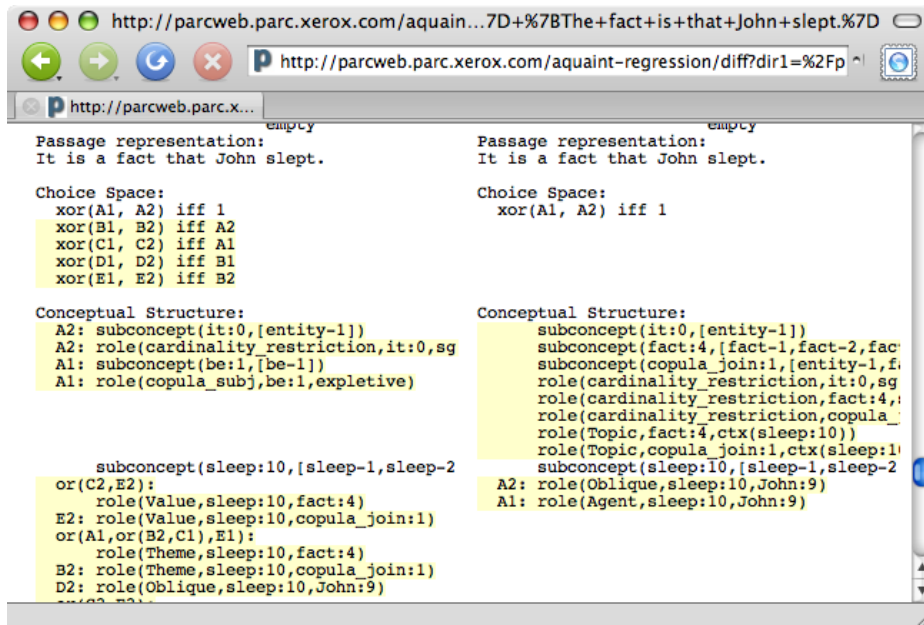 http://parcweb.parc.xerox.com/aquain...7D+%7BThe+fact+is+that+John+slept.%7D
http://parcweb.parc.xerox.com/aquaint-regression/diff?dir1=%2Fp
http://parcweb.parc.x...
empty empty
Passage representation: Passage representation:
It is a fact that John slept. It is a fact that John slept.
Choice Space: Choice Space:
xor(A1, A2) iff 1 xor(A1, A2) iff 1
xor(B1, B2) iff A2
xor(C1, C2) iff A1
xor(D1, D2) iff B1
xor(E1, E2) iff B2
Conceptual Structure: Conceptual Structure:
A2: subconcept(it:0,[entity-1]) subconcept(it:0,[entity-1])
A2: role(cardinality_restriction,it:0,sg subconcept(fact:4,[fact-1,fact-2,fac
A1: subconcept(be:1,[be-1]) subconcept(copula_join:1,[entity-1,fa
A1: role(copula_subj,be:1,expletive) role(cardinality_restriction,it:0,sg
role(cardinality_restriction,fact:4,s
role(cardinality_restriction,copula_
role(Topic,fact:4,ctx(sleep:10))
role(Topic,copula_join:1,ctx(sleep:10
subconcept(sleep:10,[sleep-1,sleep-2 subconcept(sleep:10,[sleep-1,sleep-2
or(C2,E2): A2: role(Oblique,sleep:10,John:9)
role(Value,sleep:10,fact:4) A1: role(Agent,sleep:10,John:9)
E2: role(Value,sleep:10,copula_join:1)
or(A1,or(B2,C1),E1):
role(Theme,sleep:10,fact:4)
B2: role(Theme,sleep:10,copula_join:1)
D2: role(Oblique,sleep:10,John:9)